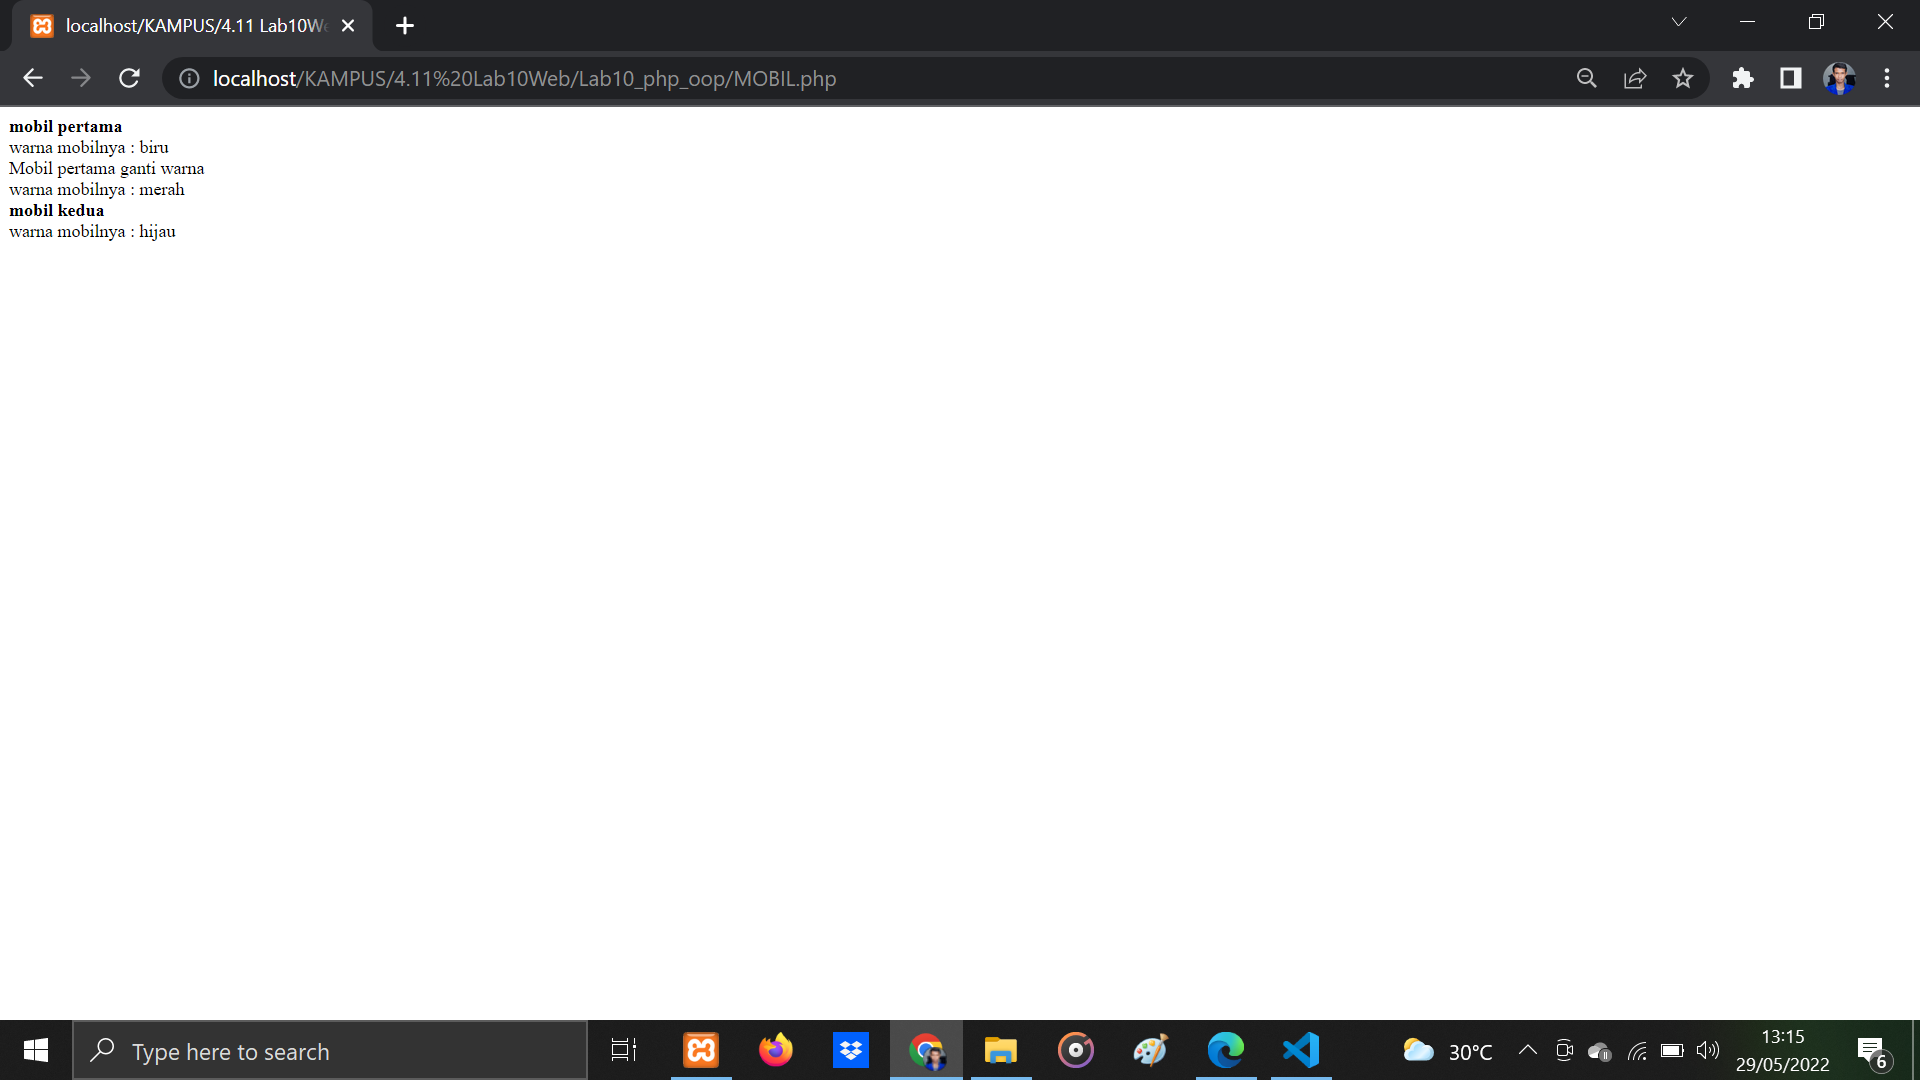 localhost/KAMPUS/4.11 Lab10W
localhost/KAMPUS/4.11%20Lab10Web/Lab10_php_oop/MOBIL.php
mobil pertama
warna mobilnya : biru
Mobil pertama ganti warna
warna mobilnya : merah
mobil kedua
warna mobilnya : hijau
Type here to search
30°C
13:15
29/05/2022
6